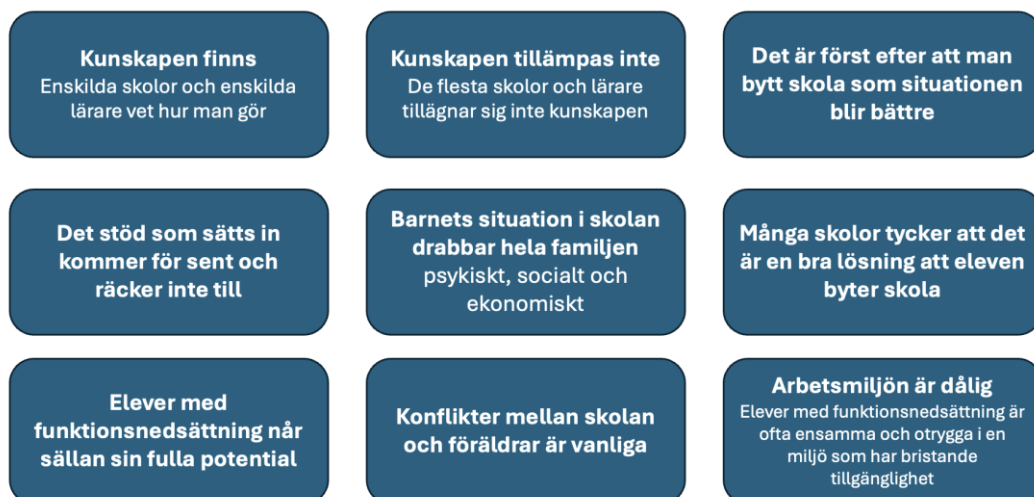 Kunskapen finns
Enskilda skolor och enskilda
lärare vet hur man gör
Kunskapen tillämpas inte
De flesta skolor och lärare
tillägnar sig inte kunskapen
Det är först efter att man
bytt skola som situationen
blir bättre
Det stöd som sätts in
kommer för sent och
räcker inte till
Barnets situation i skolan
drabbar hela familjen
psykiskt, socialt och
ekonomiskt
Många skolor tycker att det
är en bra lösning att eleven
byter skola
Elever med
funktionsnedsättning når
sällan sin fulla potential
Konflikter mellan skolan
och föräldrar är vanliga
Arbetsmiljön är dålig
Elever med funktionsnedsättning är
ofta ensamma och otrygga i en
miljö som har bristande
tillgänglighet